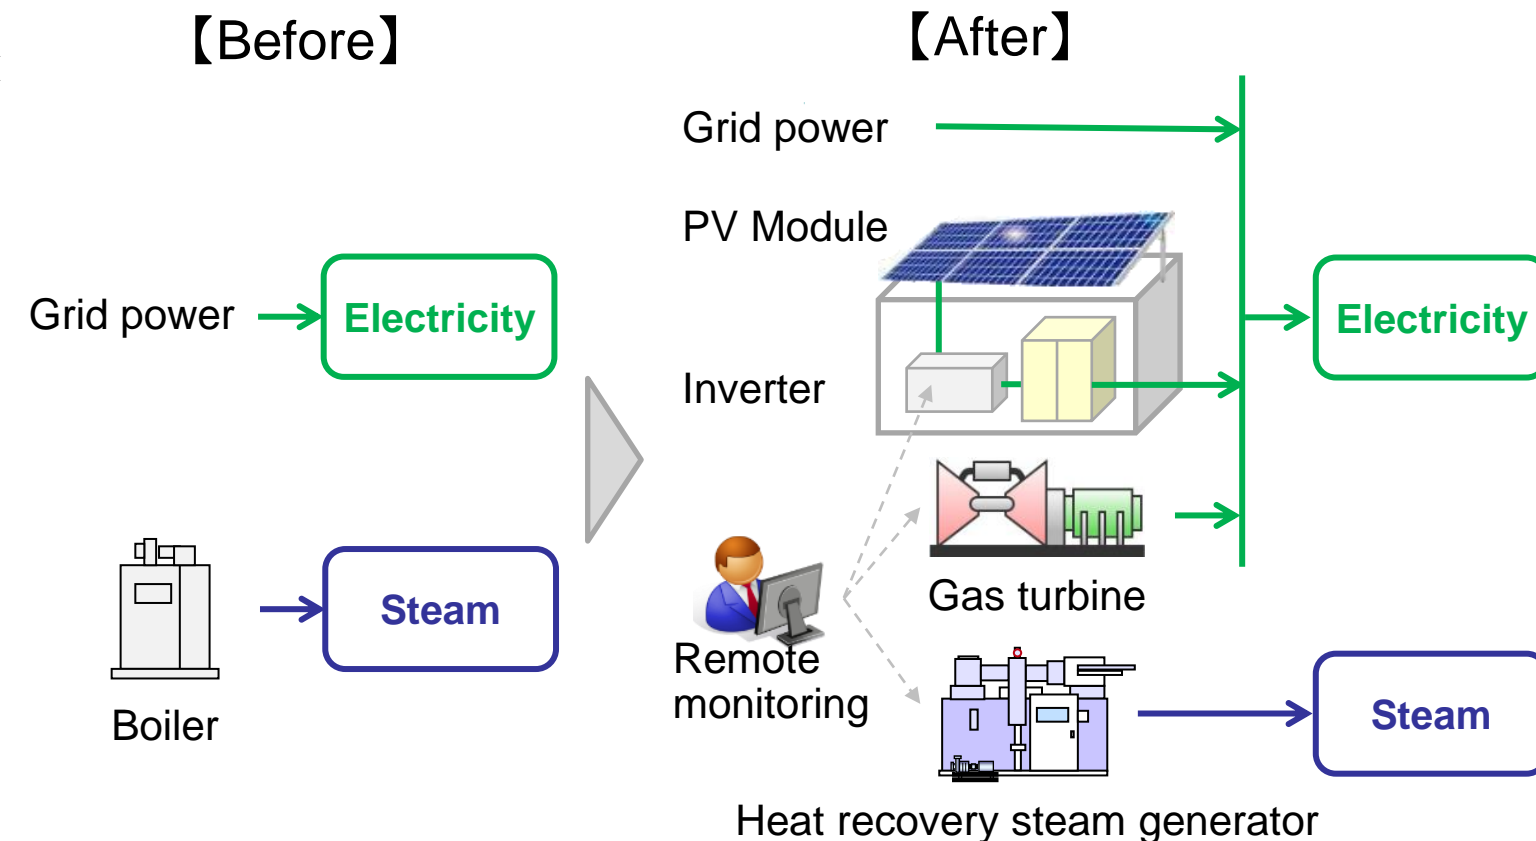 【Before】
Grid power
Electricity
Boiler
Steam
【After】
Grid power
PV Module
Inverter
Electricity
Gas turbine
Remote
monitoring
Steam
Heat recovery steam generator